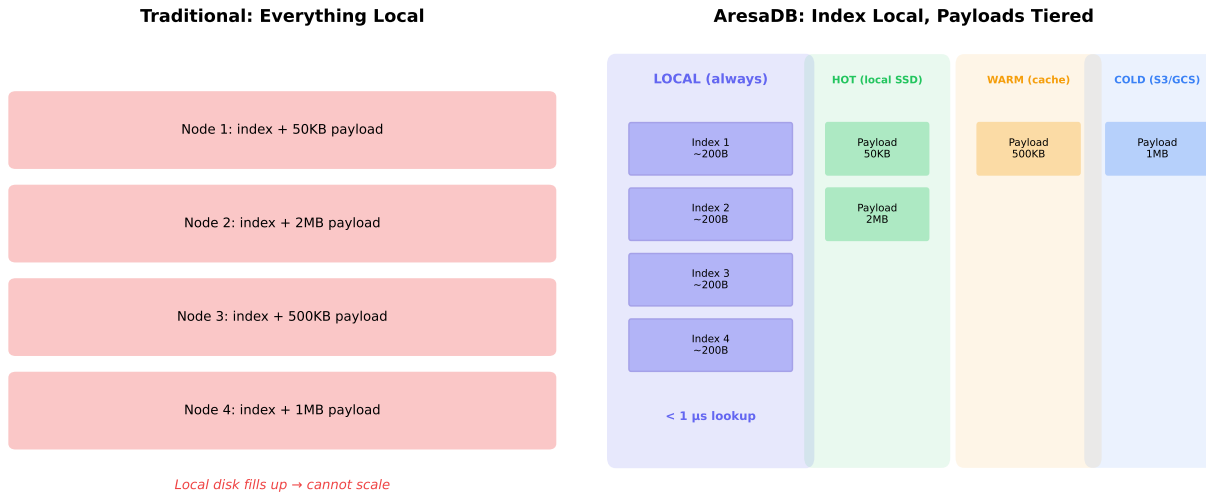 Traditional: Everything Local
Node 1: index + 50KB payload
Node 2: index + 2MB payload
Node 3: index + 500KB payload
Node 4: index + 1MB payload
Local disk fills up → cannot scale
AresaDB: Index Local, Payloads Tiered
LOCAL (always)
Index 1
~200B
Index 2
~200B
Index 3
~200B
Index 4
~200B
< 1 µs lookup
HOT (local SSD)
Payload
50KB
Payload
2MB
WARM (cache)
Payload
500KB
COLD (S3/GCS)
Payload
1MB